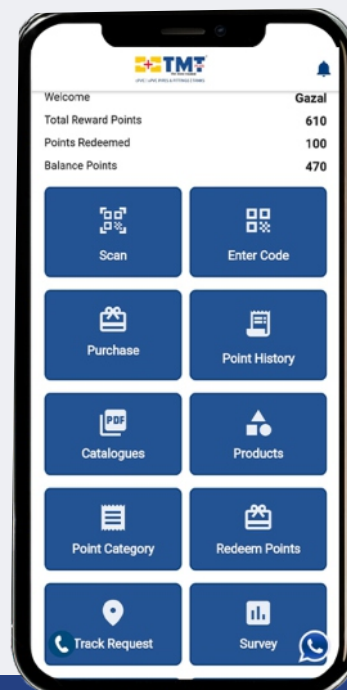 TMT
Welcome Gazal
Total Reward Points 610
Points Redeemed 100
Balance Points 470
Scan Enter Code
Purchase Point History
PDF
Catalogues Products
Point Category Redeem Points
Track Request Survey